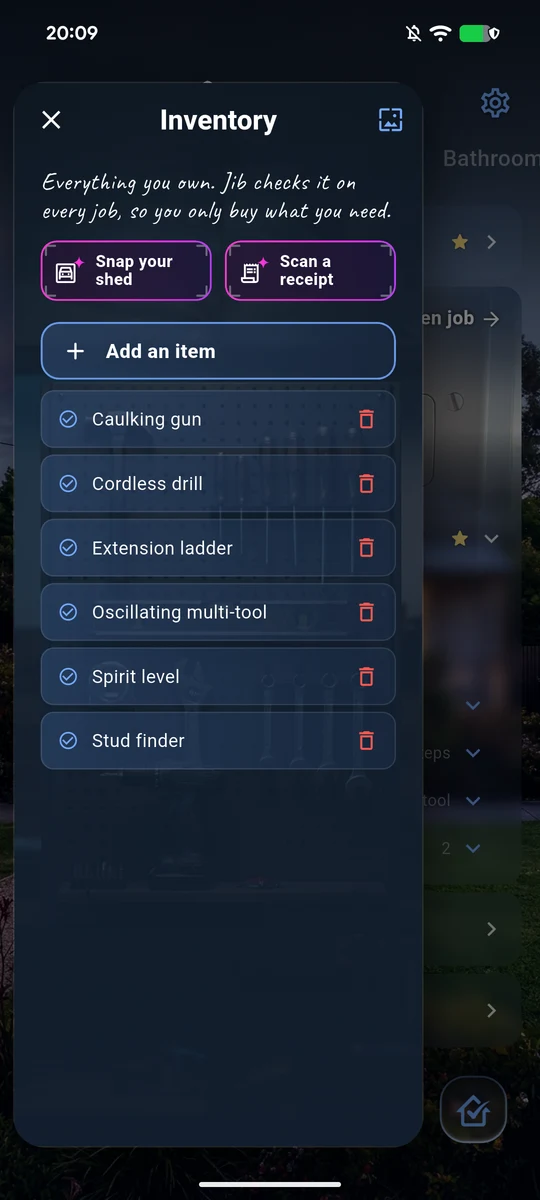 20:09
Inventory
Bathroom
Everything you own. Jib checks it on
every job, so you only buy what you need.
Snap your
shed
Scan a
receipt
en job
Add an item
Caulking gun
Cordless drill
Extension ladder
Oscillating multi-tool
Spirit level
Stud finder
eps
tool
2